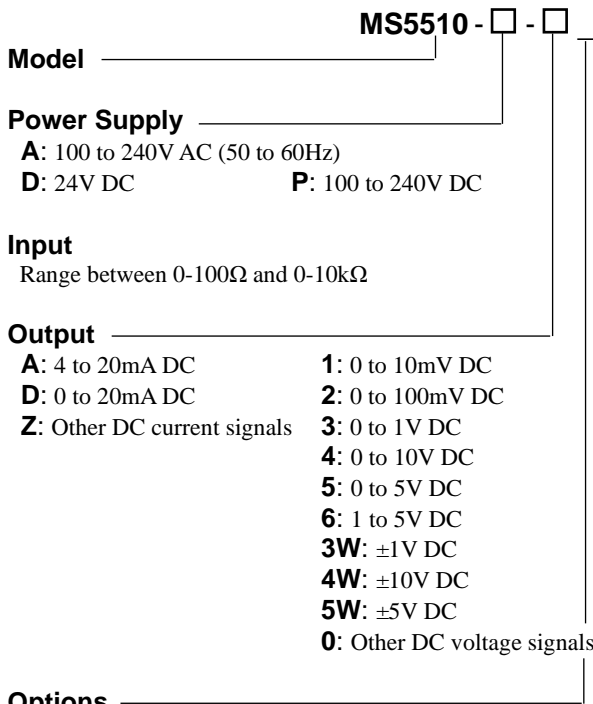 MS5510 - □ - □
Model
Power Supply
A: 100 to 240V AC (50 to 60Hz)
D: 24V DC P: 100 to 240V DC
Input
Range between 0-100Ω and 0-10kΩ
Output
A: 4 to 20mA DC 1: 0 to 10mV DC
D: 0 to 20mA DC 2: 0 to 100mV DC
Z: Other DC current signals 3: 0 to 1V DC
4: 0 to 10V DC
5: 0 to 5V DC
6: 1 to 5V DC
3W: ±1V DC
4W: ±10V DC
5W: ±5V DC
0: Other DC voltage signals
Options